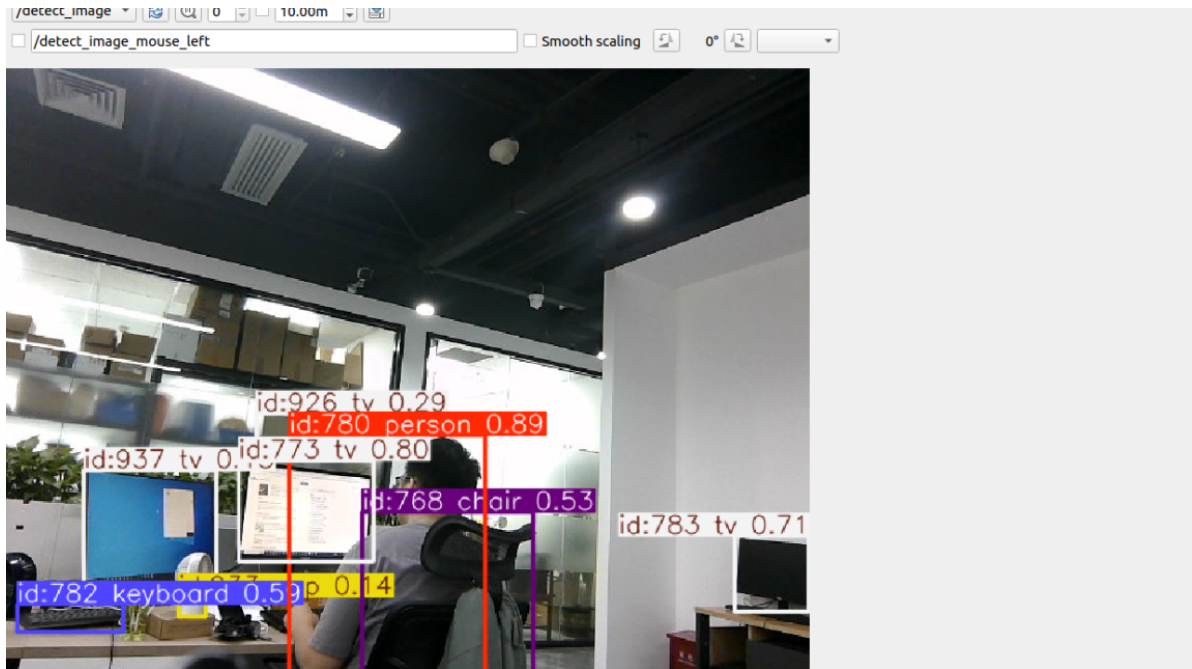 /detect_image 0 10.00m
/detect_image_mouse_left Smooth scaling 0°
id:926 tv 0.29
id:780 person 0.89
id:937 tv
id:773 tv 0.80
id:768 chair 0.53
id:783 tv 0.71
0.14
id:782 keyboard 0.59